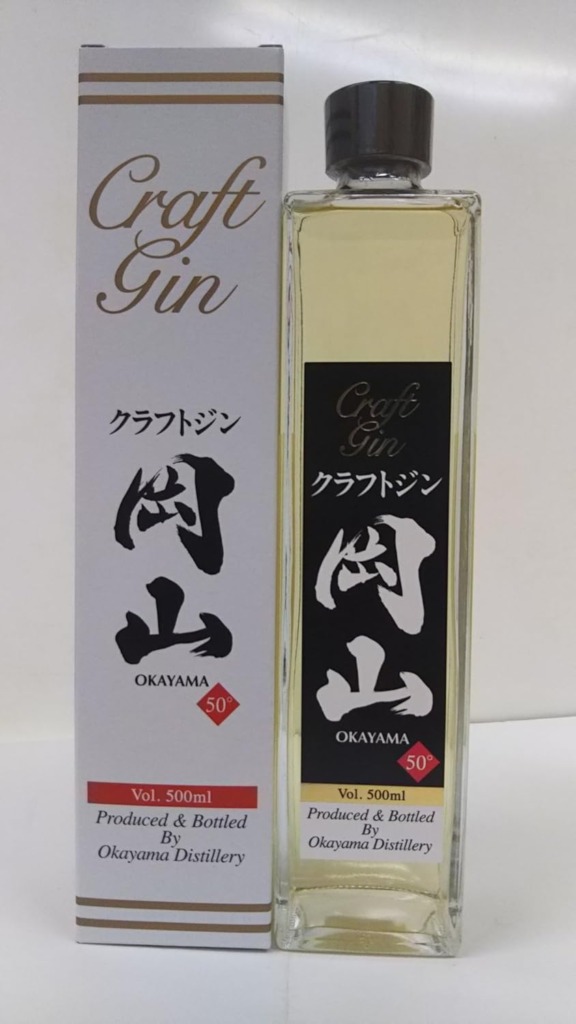 Craft
Gin
クラフトジン
岡
山
OKAYAMA
50°
Vol. 500ml
Produced & Bottled
By
Okayama Distillery
Craft
Gin
クラフトジン
岡
山
OKAYAMA
50°
Vol. 500ml
Produced & Bottled
By
Okayama Distillery